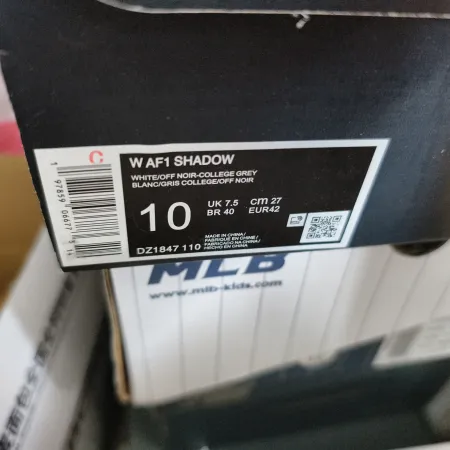 C
W AF1 SHADOW
WHITE/OFF NOIR-COLLEGE GREY
BLANC/GRIS COLLEGE/OFF NOIR
10
UK 7.5 cm 27
BR 40 EUR42
DZ1847 110
MADE IN CHINA/
FABRIQUÉ EN CHINE/
FABRICADO NA CHINA/
HECHO EN CHINA
MLB
www.mlb-kids.com